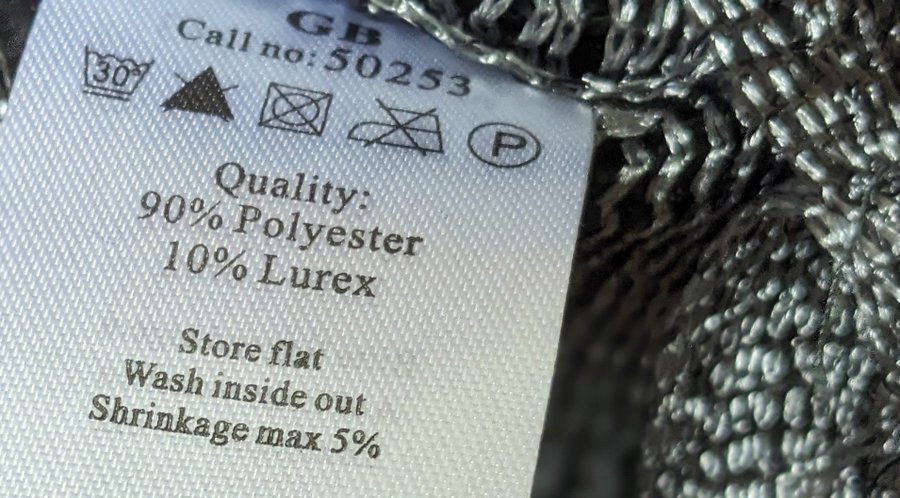 GB
Call no: 50253
30° P
Quality:
90% Polyester
10% Lurex
Store flat
Wash inside out
Shrinkage max 5%